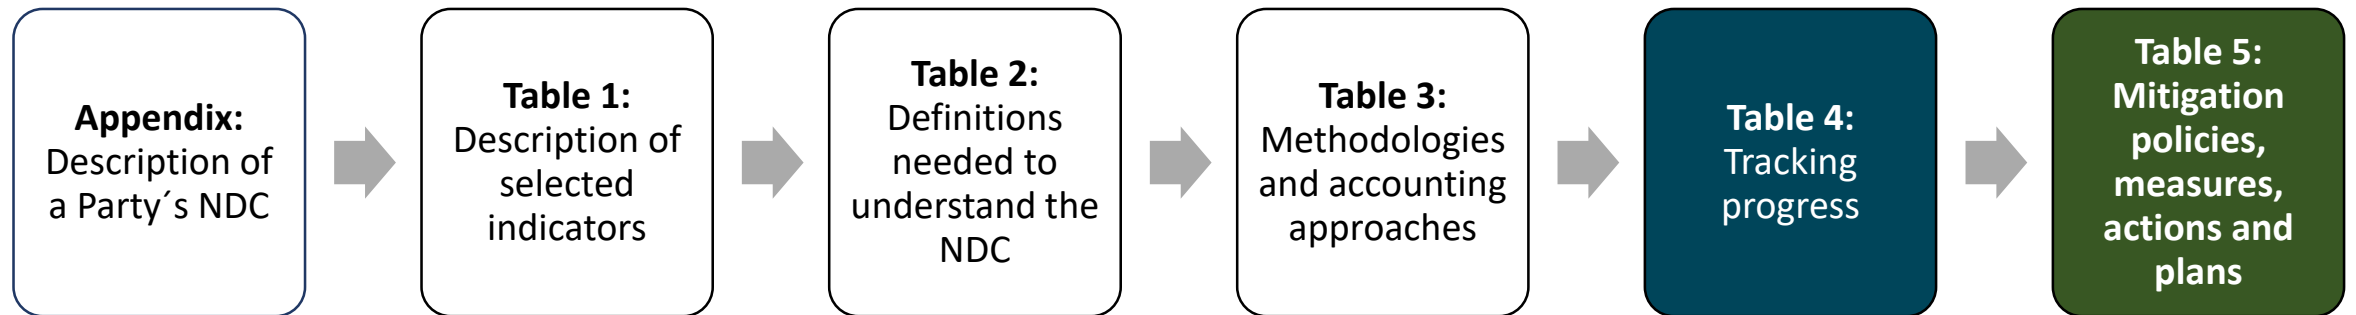 Appendix:
Description of
a Party´s NDC
Table 1:
Description of
selected
indicators
Table 2:
Definitions
needed to
understand the
NDC
Table 3:
Methodologies
and accounting
approaches
Table 4:
Tracking
progress
Table 5:
Mitigation
policies,
measures,
actions and
plans